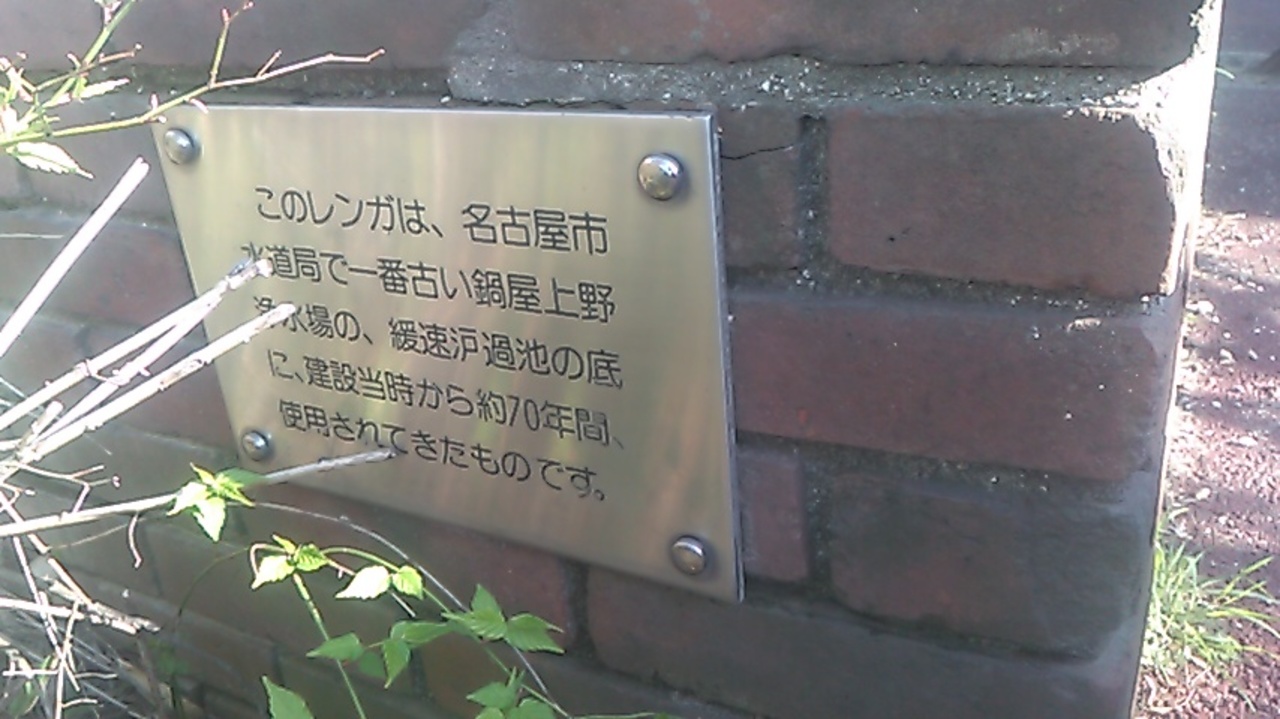 このレンガは、名古屋市
水道局で一番古い鍋屋上野
浄水場の、緩速沪過池の底
に、建設当時から約70年間、
使用されてきたものです。